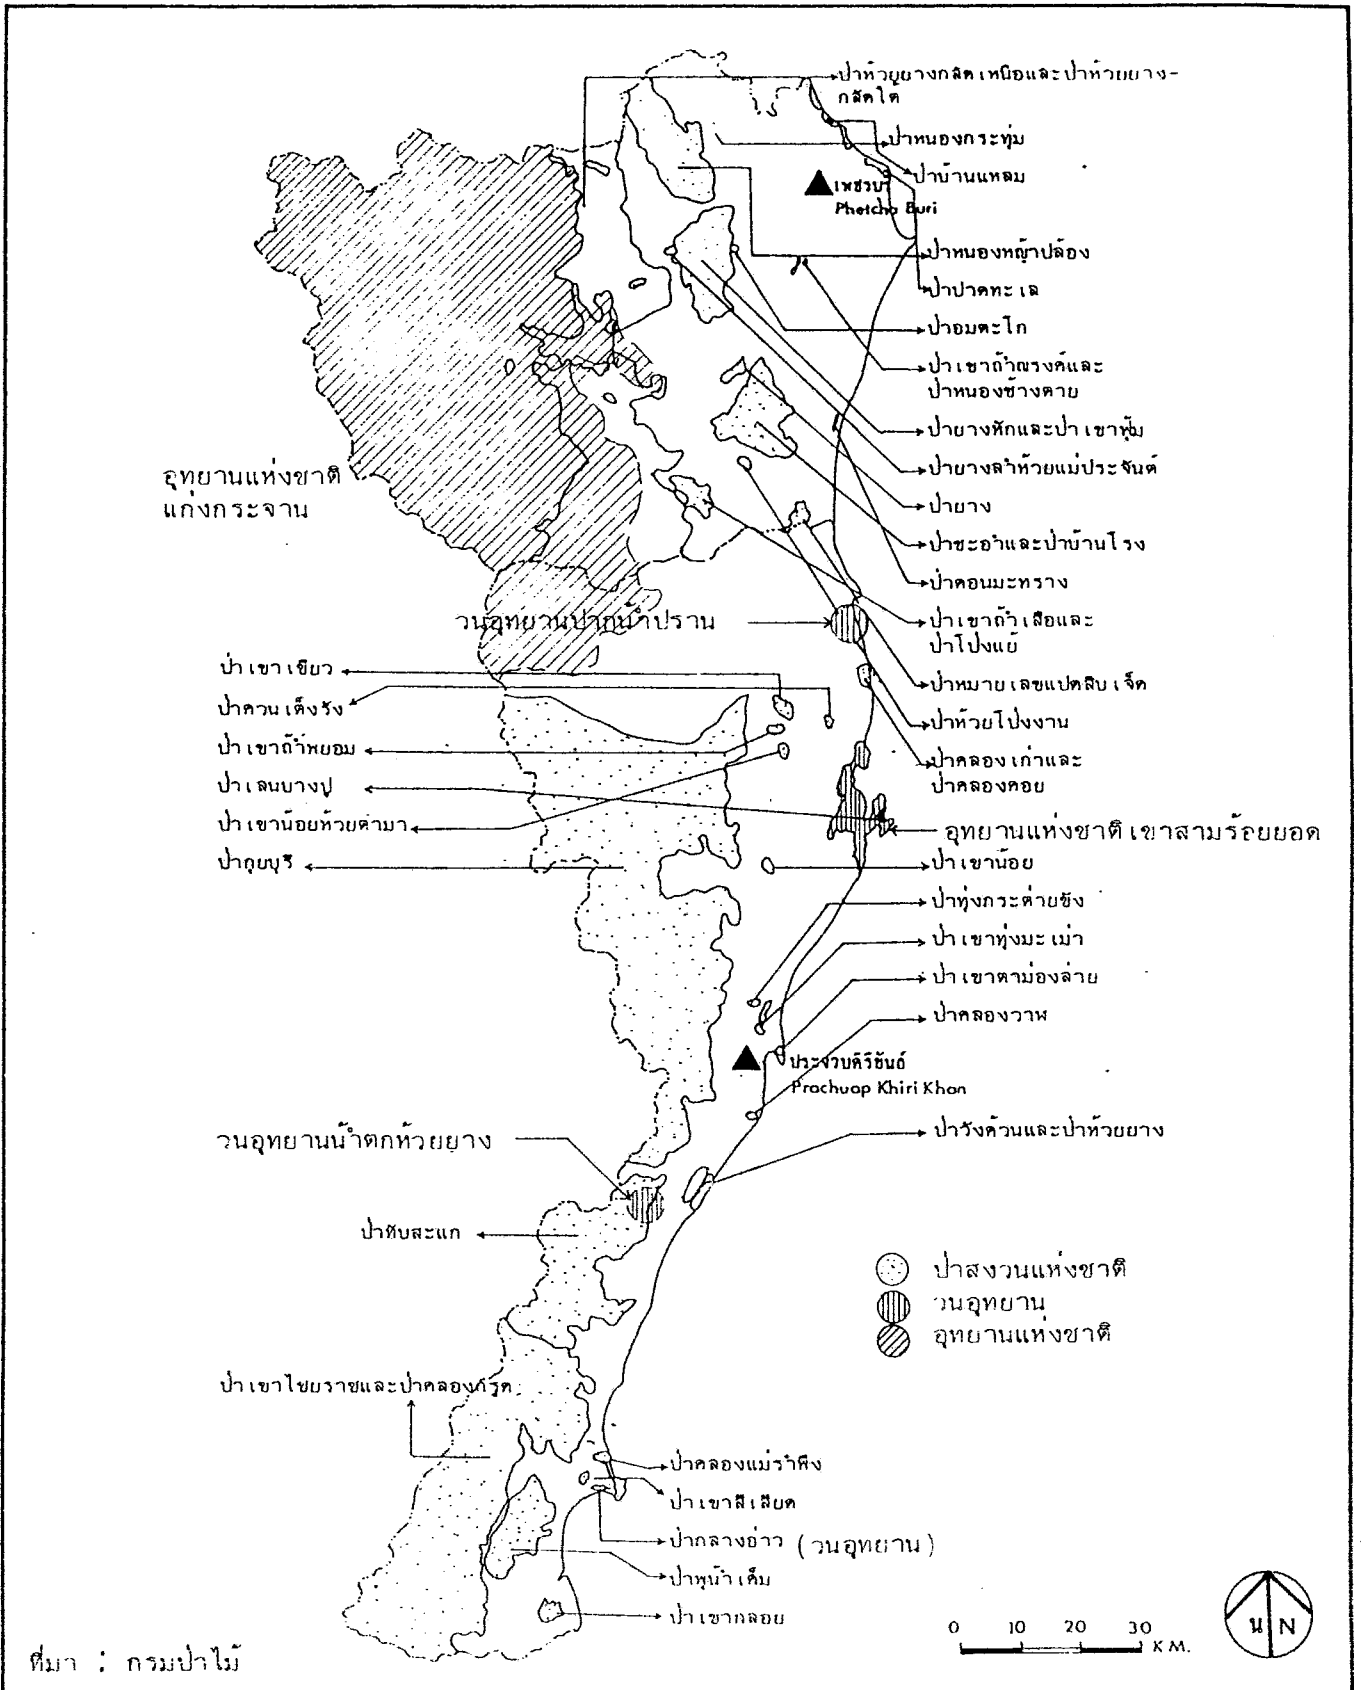 ป่าห้วยยางกลัดเหนือและป่าห้วยยาง-
กลัดใต้
ป่าหนองกระทุ่ม
ป่าบ้านแหลม
เพชรบุรี
Phetcha Buri
ป่าหนองหญ้าปล้อง
ป่าปาดทะเล
ป่าอมตะโก
ป่าเขาถ้ำณรงค์และ
ป่าหนองช้างตาย
ป่ายางหักและป่าเขาพุ้ม
ป่ายางลำห้วยแม่ประจันต์
ป่ายาง
ป่าชะอำและป่าบ้านโรง
ป่าดอนมะทราง
ป่าเขาถ้ำเสือและ
ป่าโป่งแย้
ป่าหมายเลขแปดสิบเจ็ด
ป่าห้วยโป่งงาน
ป่าคลองเก่าและ
ป่าคลองคอย
อุทยานแห่งชาติ
แก่งกระจาน
วนอุทยานปากน้ำปราน
ป่าเขาเขียว
ป่าควนเต็งรัง
ป่าเขาถ้ำพยอม
ป่าเลนบางปู
ป่าเขาน้อยห้วยตามา
ป่ากุยบุรี
อุทยานแห่งชาติเขาสามร้อยยอด
ป่าเขาน้อย
ป่าทุ่งกระต่ายขัง
ป่าเขาทุ่งมะเม่า
ป่าเขาตาม่องล่าย
ป่าคลองวาฬ
ประจวบคิรีขันธ์
Prachuap Khiri Khan
วนอุทยานน้ำตกห้วยยาง
ป่าวังด้วนและป่าห้วยยาง
ป่าทับสะแก
ป่าสงวนแห่งชาติ
วนอุทยาน
อุทยานแห่งชาติ
ป่าเขาไชยราชและป่าคลองกรูด
ป่าคลองแม่รำพึง
ป่าเขาสีเสียด
ป่ากลางอ่าว (วนอุทยาน)
ป่าพุน้ำเค็ม
ป่าเขากลอย
0 10 20 30
KM.
น N
ที่มา : กรมป่าไม้